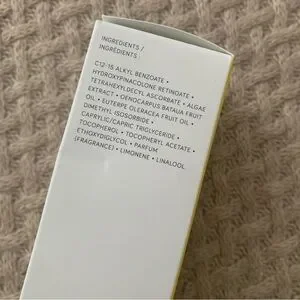 INGREDIENTS /
INGRÉDIENTS :
C12-15 ALKYL BENZOATE •
HYDROXYPINACOLONE RETINOATE •
TETRAHEXYLDECYL ASCORBATE • ALGAE
EXTRACT • OENOCARPUS BATAUA FRUIT
OIL • EUTERPE OLERACEA FRUIT OIL •
DIMETHYL ISOSORBIDE •
CAPRYLIC/CAPRIC TRIGLYCERIDE •
TOCOPHEROL • TOCOPHERYL ACETATE •
ETHOXYDIGLYCOL • PARFUM
(FRAGRANCE) • LIMONENE • LINALOOL.